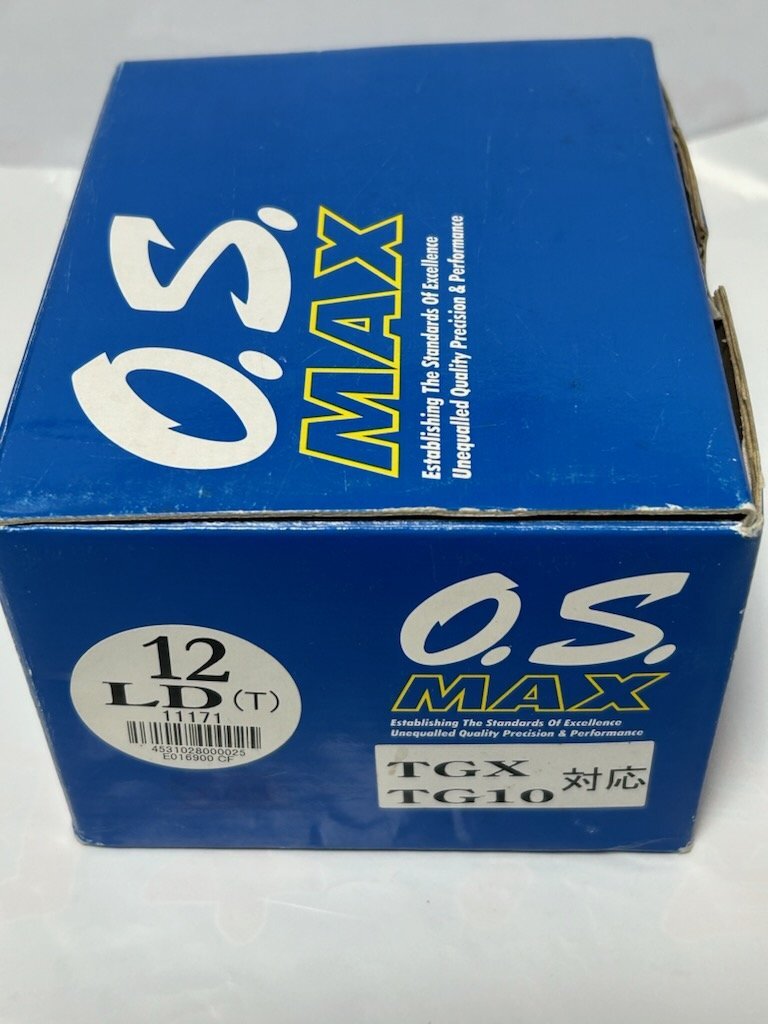 O.S.
MAX
Establishing The Standards Of Excellence
Unequalled Quality Precision & Performance
12
LD (T)
11171
4531028000025
E016900 CF
O.S.
MAX
Establishing The Standards Of Excellence
Unequalled Quality Precision & Performance
TGX
TG10
対応